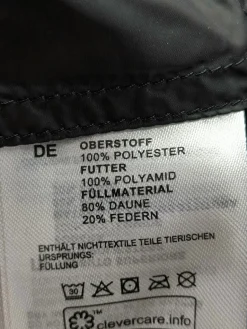 DE OBERSTOFF
100% POLYESTER
FUTTER
100% POLYAMID
FÜLLMATERIAL
80% DAUNE
20% FEDERN
ENTHÄLT NICHTTEXTILE TEILE TIERISCHEN
URSPRUNGS:
FÜLLUNG
30
clevercare.info